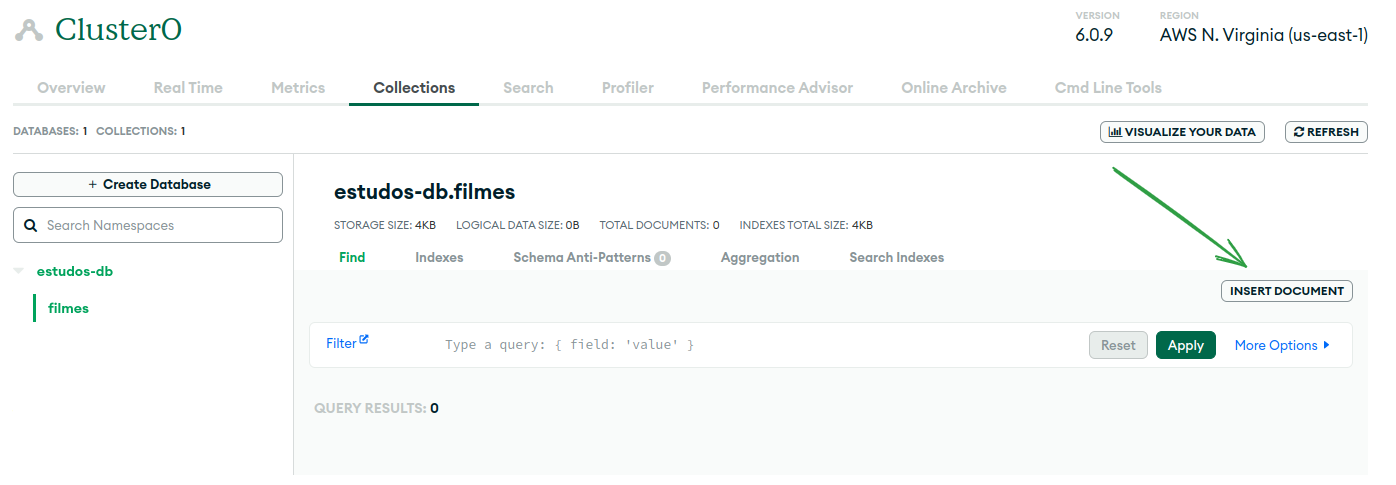 Cluster0
VERSION
6.0.9
REGION
AWS N. Virginia (us-east-1)
Overview Real Time Metrics Collections Search Profiler Performance Advisor Online Archive Cmd Line Tools
DATABASES: 1 COLLECTIONS: 1
VISUALIZE YOUR DATA
REFRESH
+ Create Database
Search Namespaces
estudos-db
filmes
estudos-db.filmes
STORAGE SIZE: 4KB LOGICAL DATA SIZE: 0B TOTAL DOCUMENTS: 0 INDEXES TOTAL SIZE: 4KB
Find Indexes Schema Anti-Patterns 0 Aggregation Search Indexes
INSERT DOCUMENT
Filter Type a query: { field: 'value' } Reset Apply More Options
QUERY RESULTS: 0